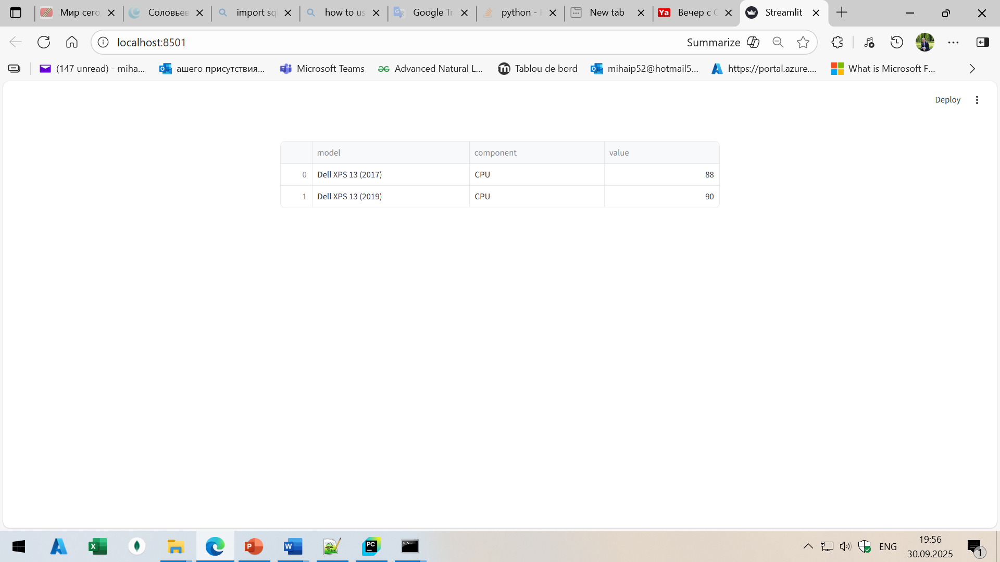 Мир сего
Соловьев
import sq
how to us
Google Tr
python -
New tab
Ya
Вечер с
Streamlit
localhost:8501
Summarize
(147 unread) - miha...
ашего присутствия...
Microsoft Teams
Advanced Natural L...
Tablou de bord
mihaip52@hotmail5...
https://portal.azure....
What is Microsoft F...
Deploy
model component value
0 Dell XPS 13 (2017) CPU 88
1 Dell XPS 13 (2019) CPU 90
ENG
19:56
30.09.2025
1